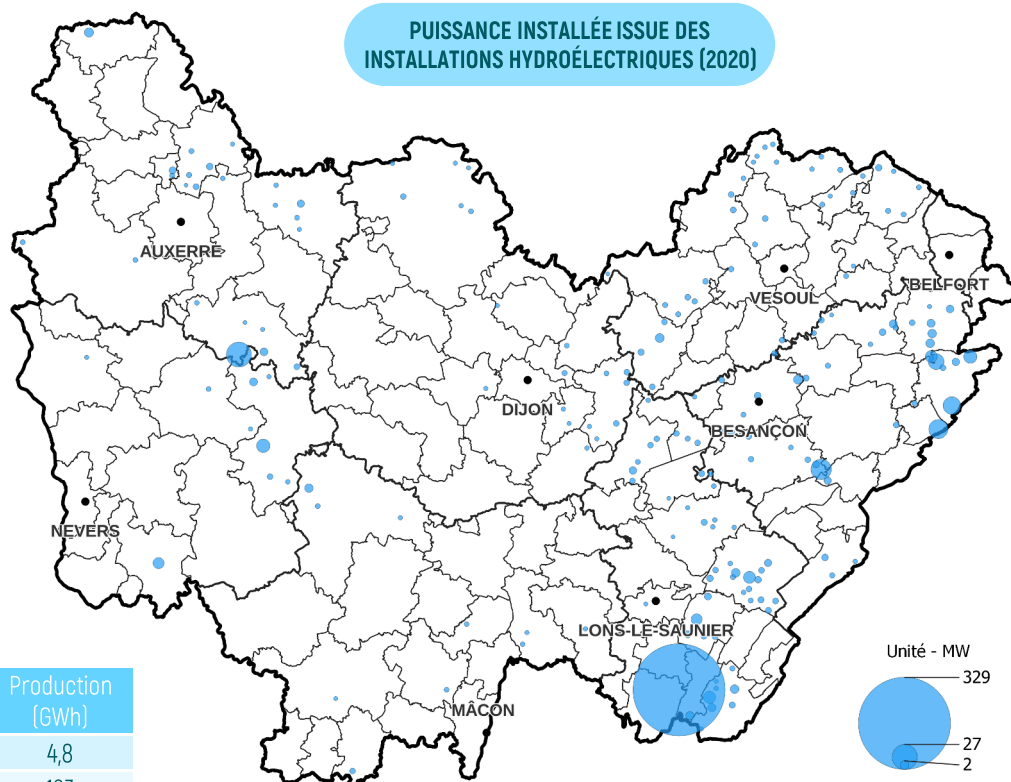 PUISSANCE INSTALLÉE ISSUE DES
INSTALLATIONS HYDROÉLECTRIQUES (2020)
AUXERRE
VESOUL
BELFORT
DIJON
BESANÇON
NEVERS
LONS-LE-SAUNIER
MÂCON
Unité - MW
329
27
2
Production
(GWh)
4,8